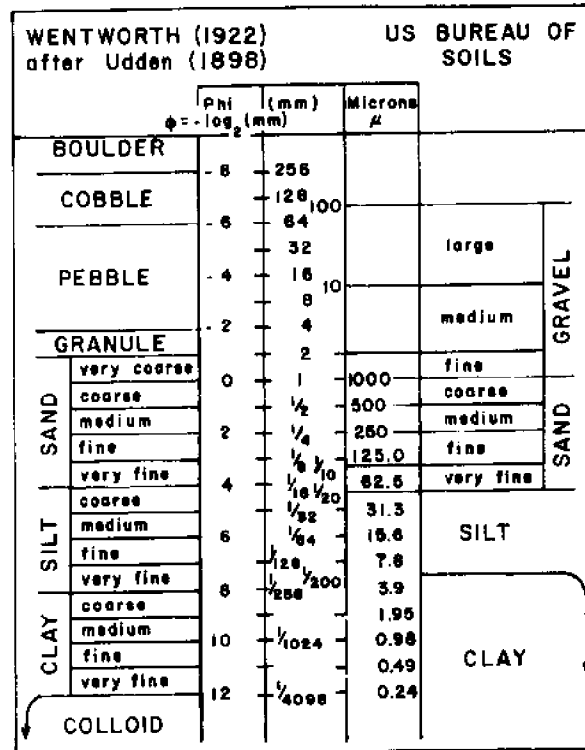 WENTWORTH (1922)
after Udden (1898)
US BUREAU OF
SOILS
Phi (mm) Microns
φ=-log2(mm) μ
BOULDER
-8 256
COBBLE 128 100
-6 64
32 large
PEBBLE -4 16 10
8 medium
-2 4
GRAVEL
GRANULE 2
very coarse fine
0 1 1000
coarse coarse
1/2 500
SAND medium medium SAND
2 1/4 250
fine fine
1/8 1/10 125.0
very fine very fine
4 1/16 1/20 62.5
coarse 1/32 31.3
SILT medium SILT
6 1/64 15.6
fine 1/128 7.8
very fine 1/200
8 1/256 3.9
coarse 1.95
CLAY medium
10 1/1024 0.98
fine 0.49 CLAY
very fine
12 1/4096 0.24
COLLOID